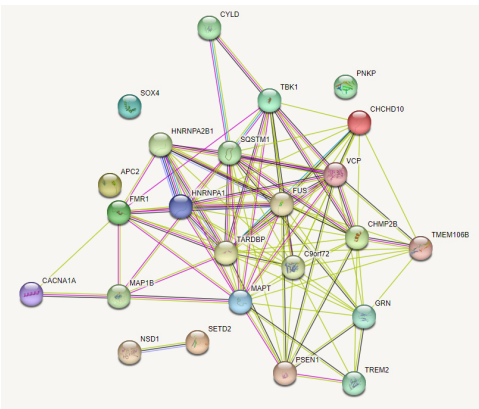 CYLD
PNKP
TBK1
SOX4
CHCHD10
HNRNPA2B1
SQSTM1
VCP
APC2
HNRNPA1
FUS
FMR1
CHMP2B
TARDBP
TMEM106B
C9orf72
CACNA1A
MAP1B
MAPT
GRN
SETD2
NSD1
PSEN1
TREM2